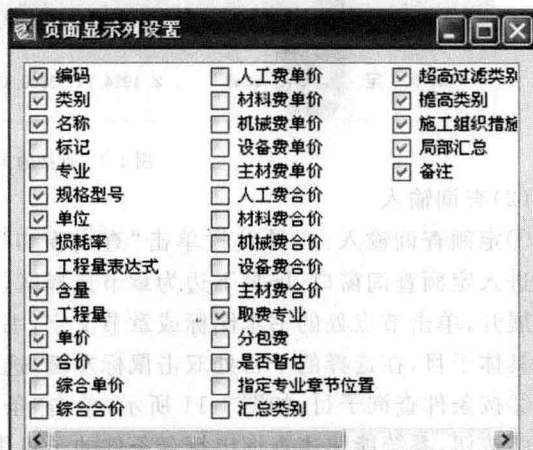 页面显示列设置
编码
类别
名称
标记
专业
规格型号
单位
损耗率
工程量表达式
含量
工程量
单价
合价
综合单价
综合合价
人工费单价
材料费单价
机械费单价
设备费单价
主材费单价
人工费合价
材料费合价
机械费合价
设备费合价
主材费合价
取费专业
分包费
是否暂估
指定专业章节位置
汇总类别
超高过滤类别
檐高类别
施工组织措施
局部汇总
备注